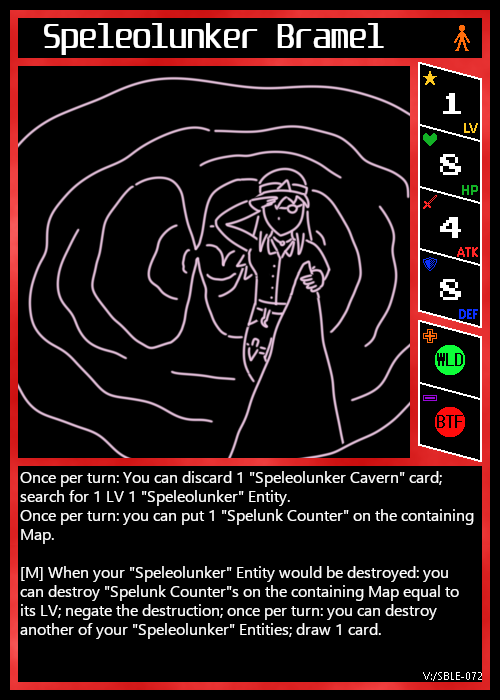 Speleolunker Bramel
1
LV
8
HP
4
ATK
8
DEF
WLD
BTF
Once per turn: You can discard 1 "Speleolunker Cavern" card;
search for 1 LV 1 "Speleolunker" Entity.
Once per turn: you can put 1 "Spelunk Counter" on the containing
Map.
[M] When your "Speleolunker" Entity would be destroyed: you
can destroy "Spelunk Counter"s on the containing Map equal to
its LV; negate the destruction; once per turn: you can destroy
another of your "Speleolunker" Entities; draw 1 card.
V:/SBLE-072